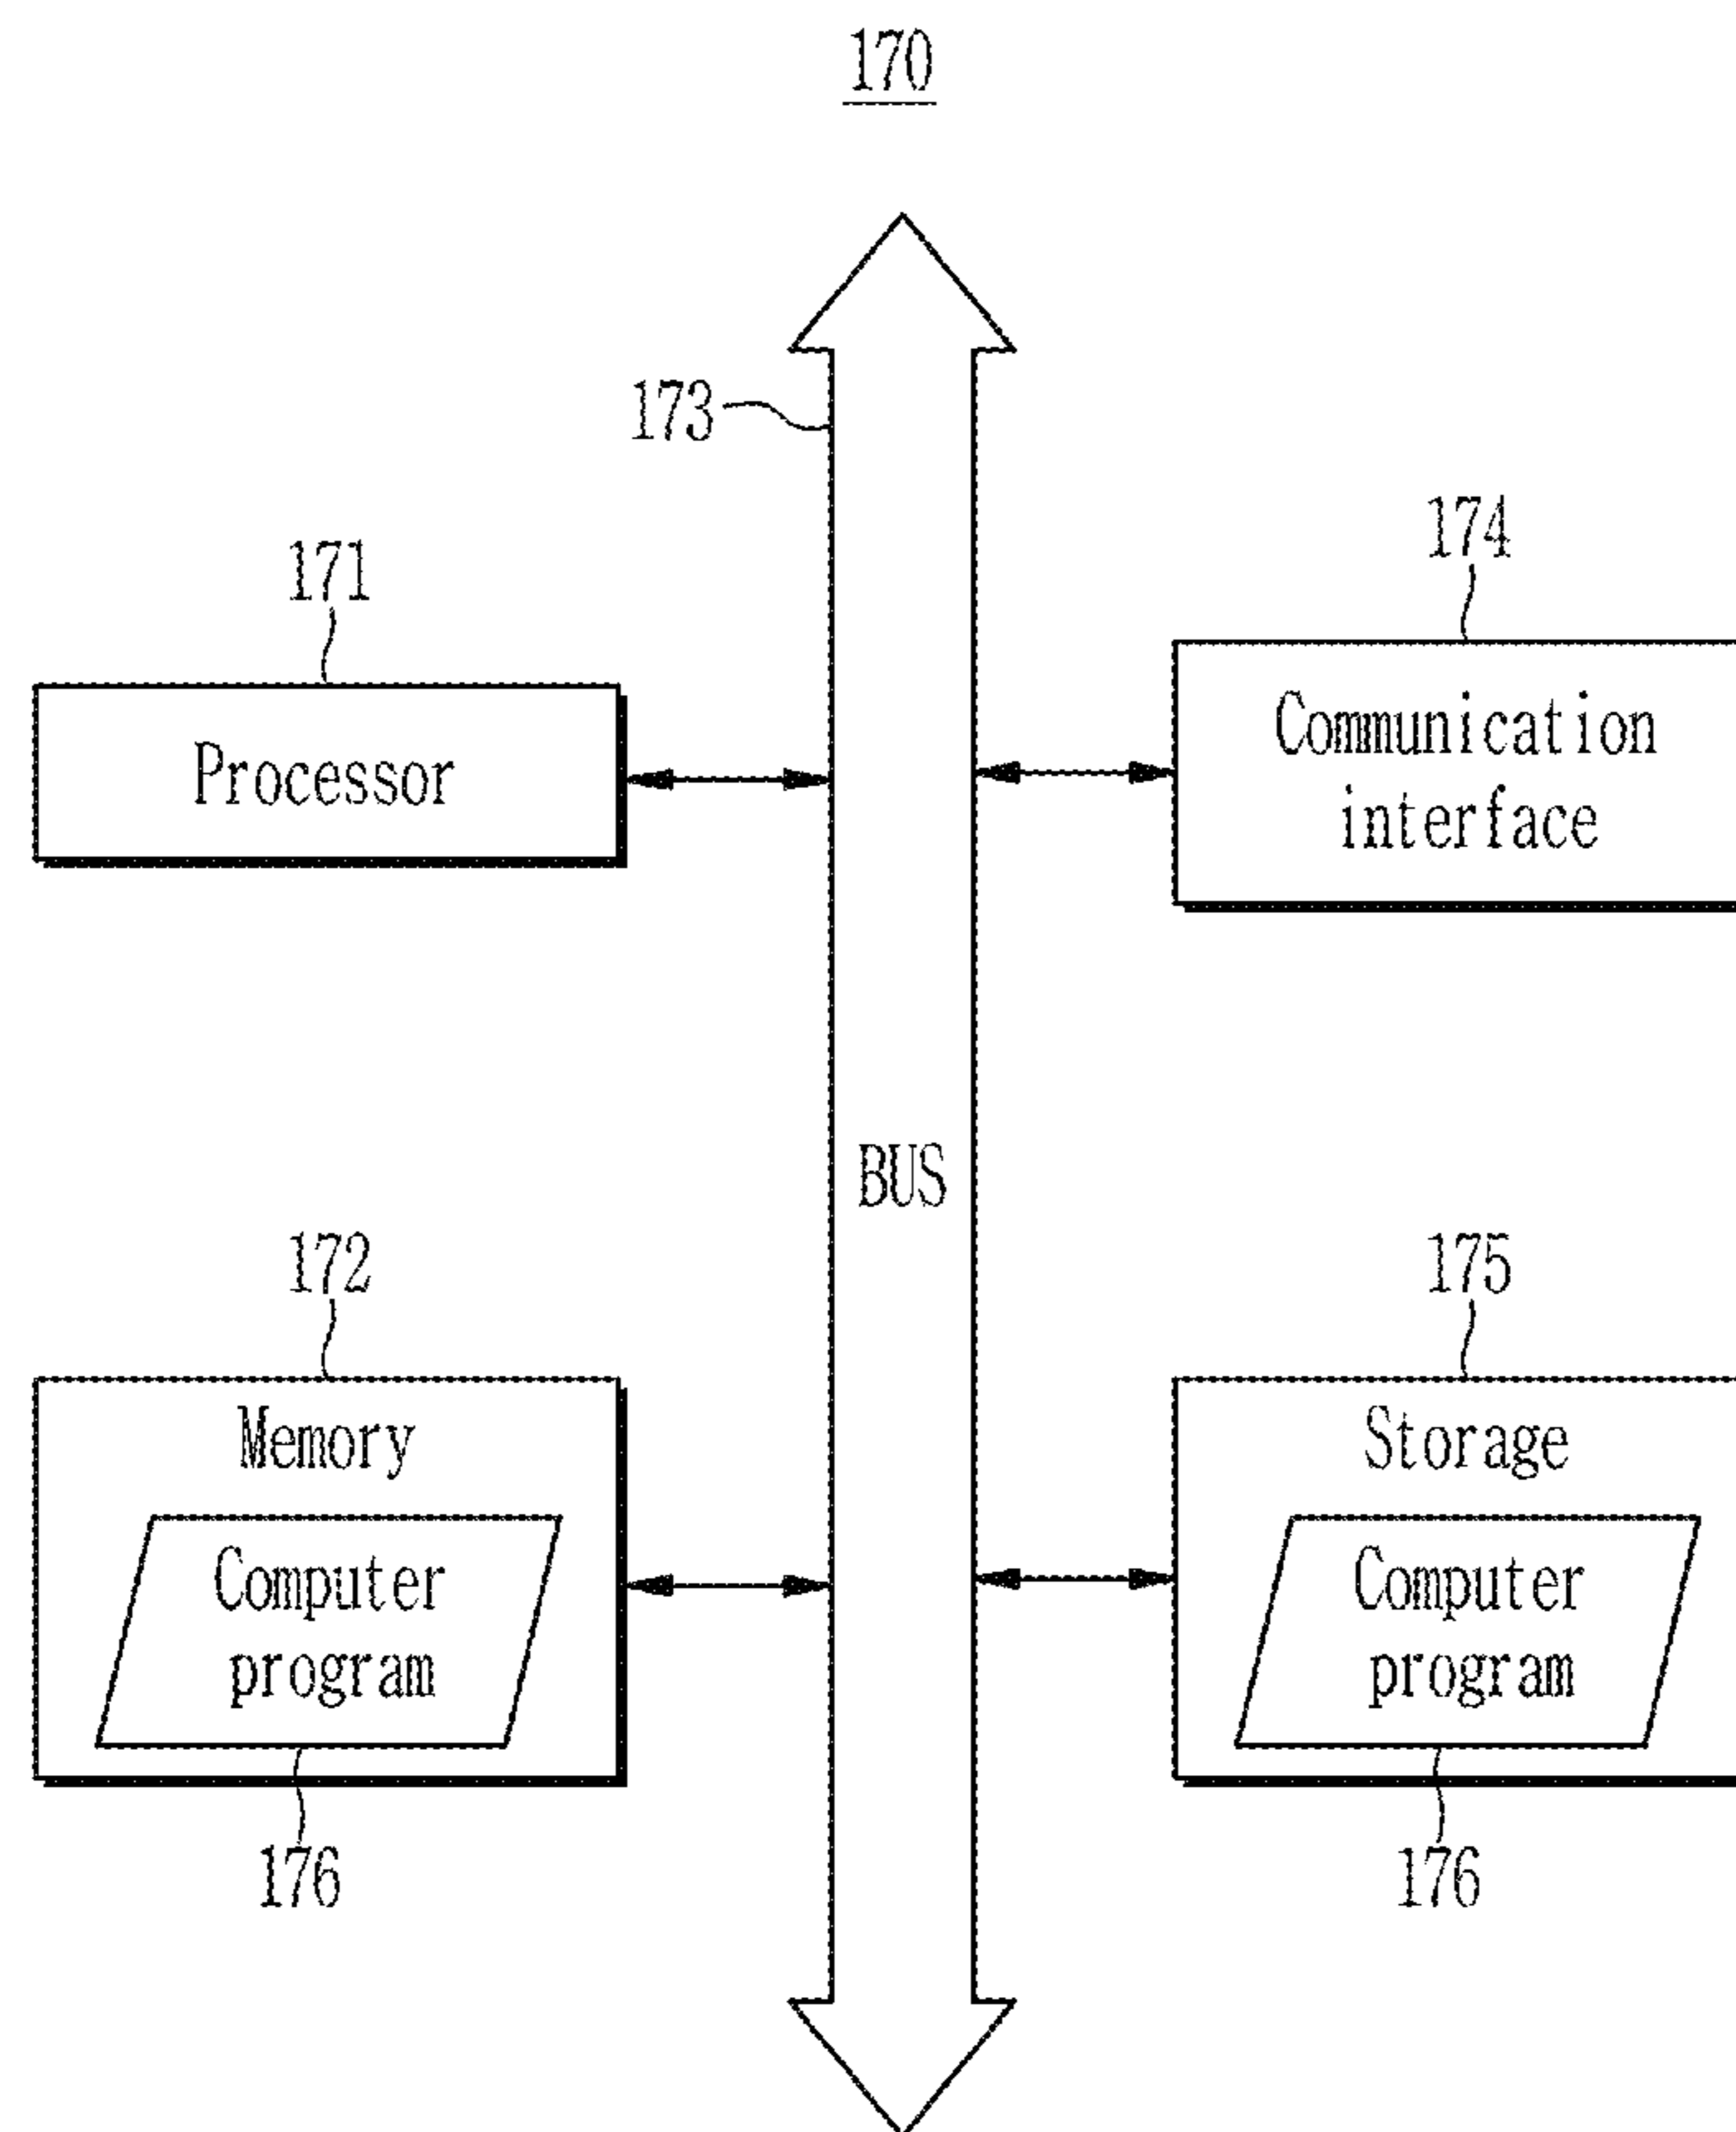 170
173
171
Processor
174
Communication
interface
BUS
172
Memory
Computer
program
176
175
Storage
Computer
program
176